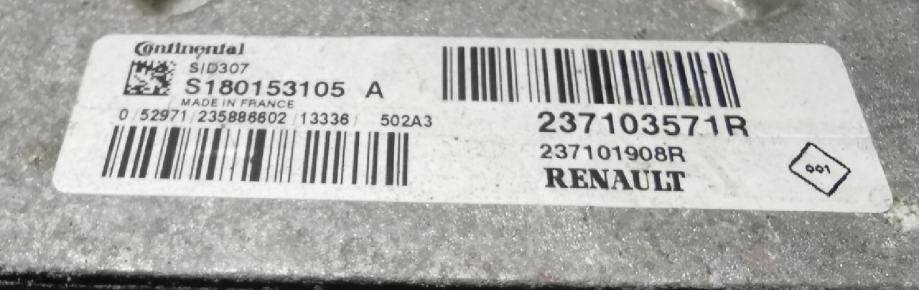 Continental
SID307
S180153105 A
MADE IN FRANCE
0 / 52971 / 235886602 / 13336 / 502A3
237103571R
237101908R
RENAULT
001